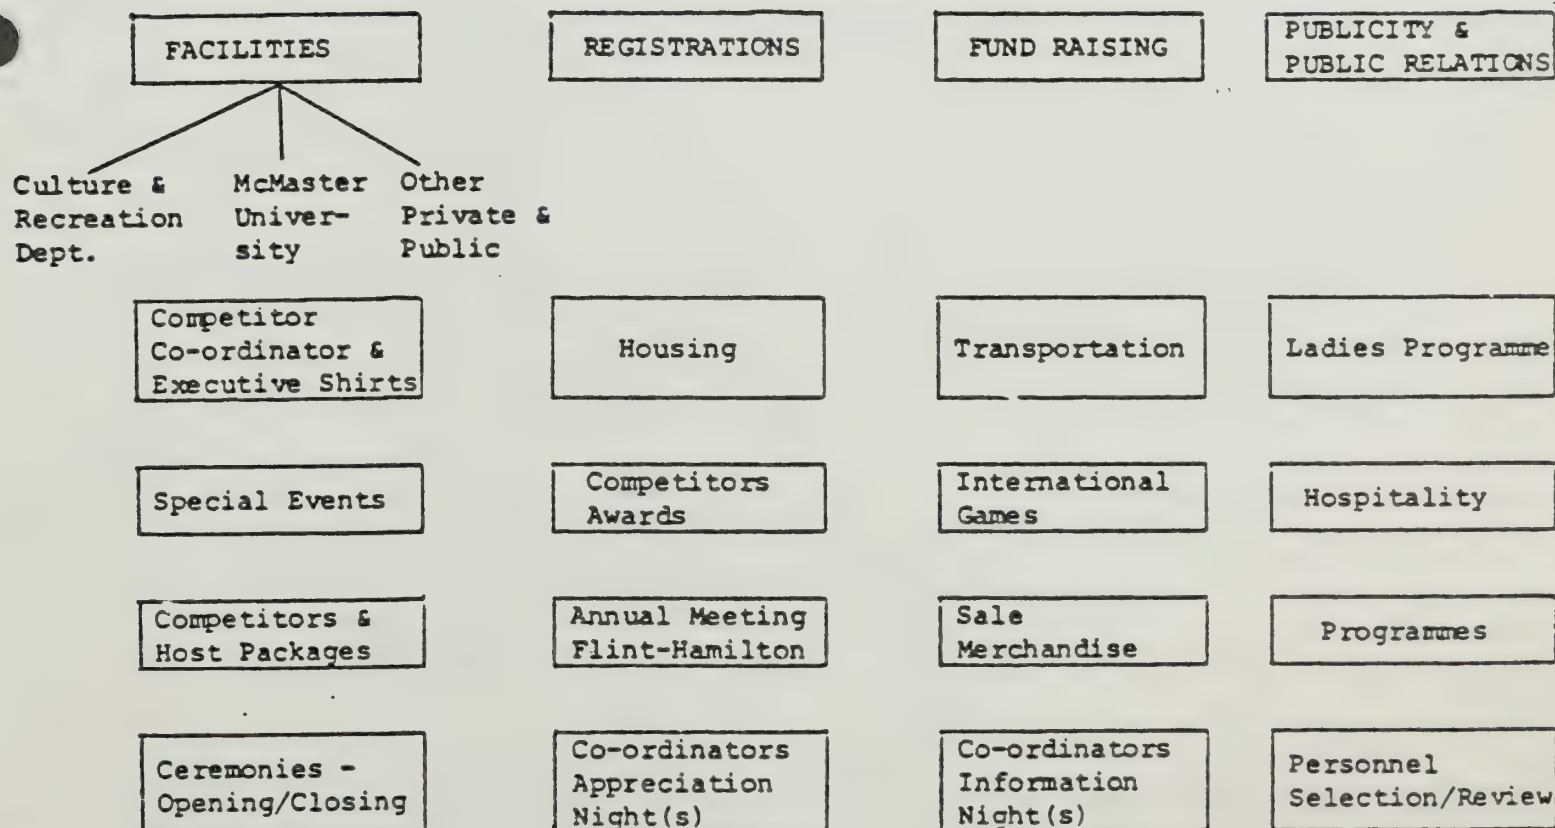 FACILITIES
REGISTRATIONS
FUND RAISING
PUBLICITY &
PUBLIC RELATIONS
Culture &
Recreation
Dept.
McMaster
Univer-
sity
Other
Private &
Public
Competitor
Co-ordinator &
Executive Shirts
Housing
Transportation
Ladies Programme
Special Events
Competitors
Awards
International
Games
Hospitality
Competitors &
Host Packages
Annual Meeting
Flint-Hamilton
Sale
Merchandise
Programmes
Ceremonies -
Opening/Closing
Co-ordinators
Appreciation
Night(s)
Co-ordinators
Information
Night(s)
Personnel
Selection/Review